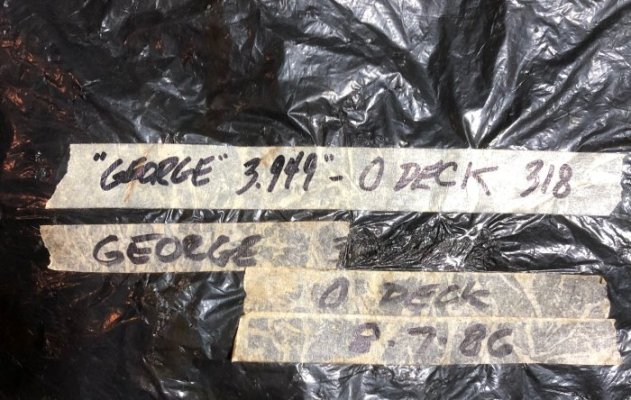 "GEORGE" 3.949" - O DECK 318
GEORGE
O DECK
8.7.86